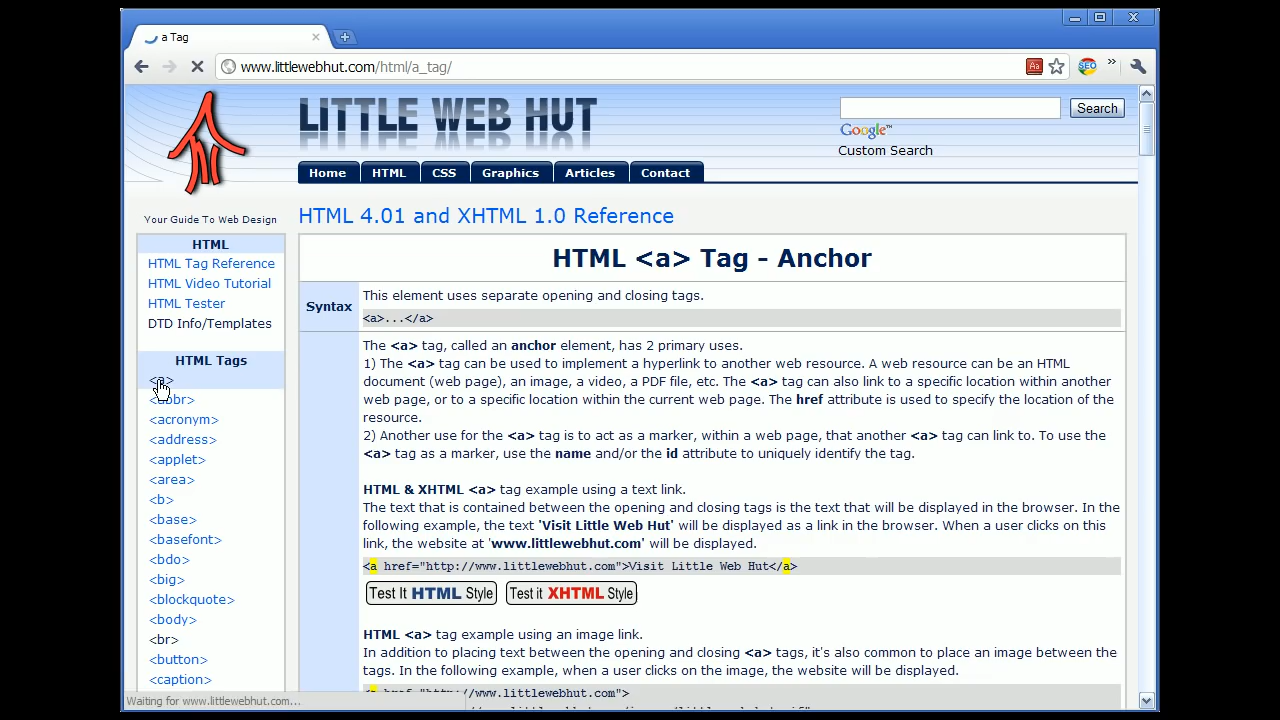 a Tag
www.littlewebhut.com/html/a_tag/
SEO
LITTLE WEB HUT
Search
Google™
Custom Search
Home HTML CSS Graphics Articles Contact
Your Guide To Web Design
HTML 4.01 and XHTML 1.0 Reference
HTML
HTML Tag Reference
HTML Video Tutorial
HTML Tester
DTD Info/Templates
HTML Tags
<a>
<abbr>
<acronym>
<address>
<applet>
<area>
<b>
<base>
<basefont>
<bdo>
<big>
<blockquote>
<body>
<br>
<button>
<caption>
HTML <a> Tag - Anchor
Syntax
This element uses separate opening and closing tags.
<a>...</a>
The <a> tag, called an anchor element, has 2 primary uses.
1) The <a> tag can be used to implement a hyperlink to another web resource. A web resource can be an HTML
document (web page), an image, a video, a PDF file, etc. The <a> tag can also link to a specific location within another
web page, or to a specific location within the current web page. The href attribute is used to specify the location of the
resource.
2) Another use for the <a> tag is to act as a marker, within a web page, that another <a> tag can link to. To use the
<a> tag as a marker, use the name and/or the id attribute to uniquely identify the tag.
HTML & XHTML <a> tag example using a text link.
The text that is contained between the opening and closing tags is the text that will be displayed in the browser. In the
following example, the text 'Visit Little Web Hut' will be displayed as a link in the browser. When a user clicks on this
link, the website at 'www.littlewebhut.com' will be displayed.
<a href="http://www.littlewebhut.com">Visit Little Web Hut</a>
Test It HTML Style Test it XHTML Style
HTML <a> tag example using an image link.
In addition to placing text between the opening and closing <a> tags, it's also common to place an image between the
tags. In the following example, when a user clicks on the image, the website will be displayed.
<a href="http://www.littlewebhut.com">
Waiting for www.littlewebhut.com...